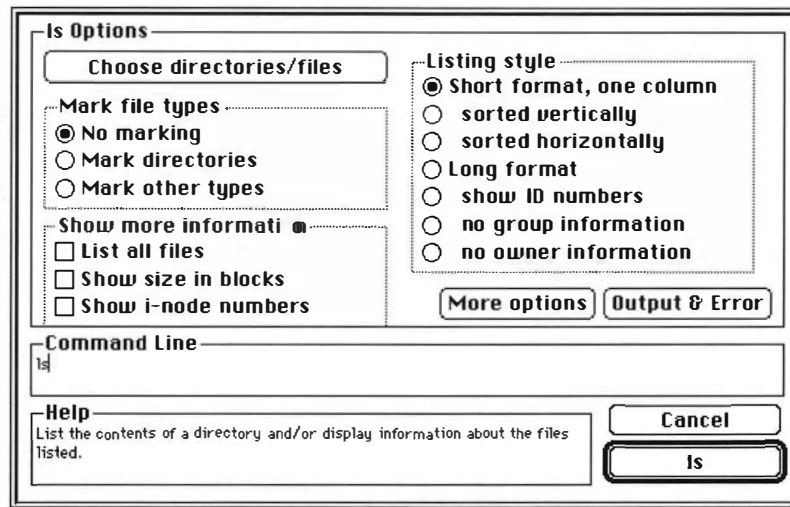 ls Options
Choose directories/files
Mark file types
No marking
Mark directories
Mark other types
Show more information
List all files
Show size in blocks
Show i-node numbers
Listing style
Short format, one column
sorted vertically
sorted horizontally
Long format
show ID numbers
no group information
no owner information
More options
Output & Error
Command Line
ls
Help
List the contents of a directory and/or display information about the files
listed.
Cancel
ls